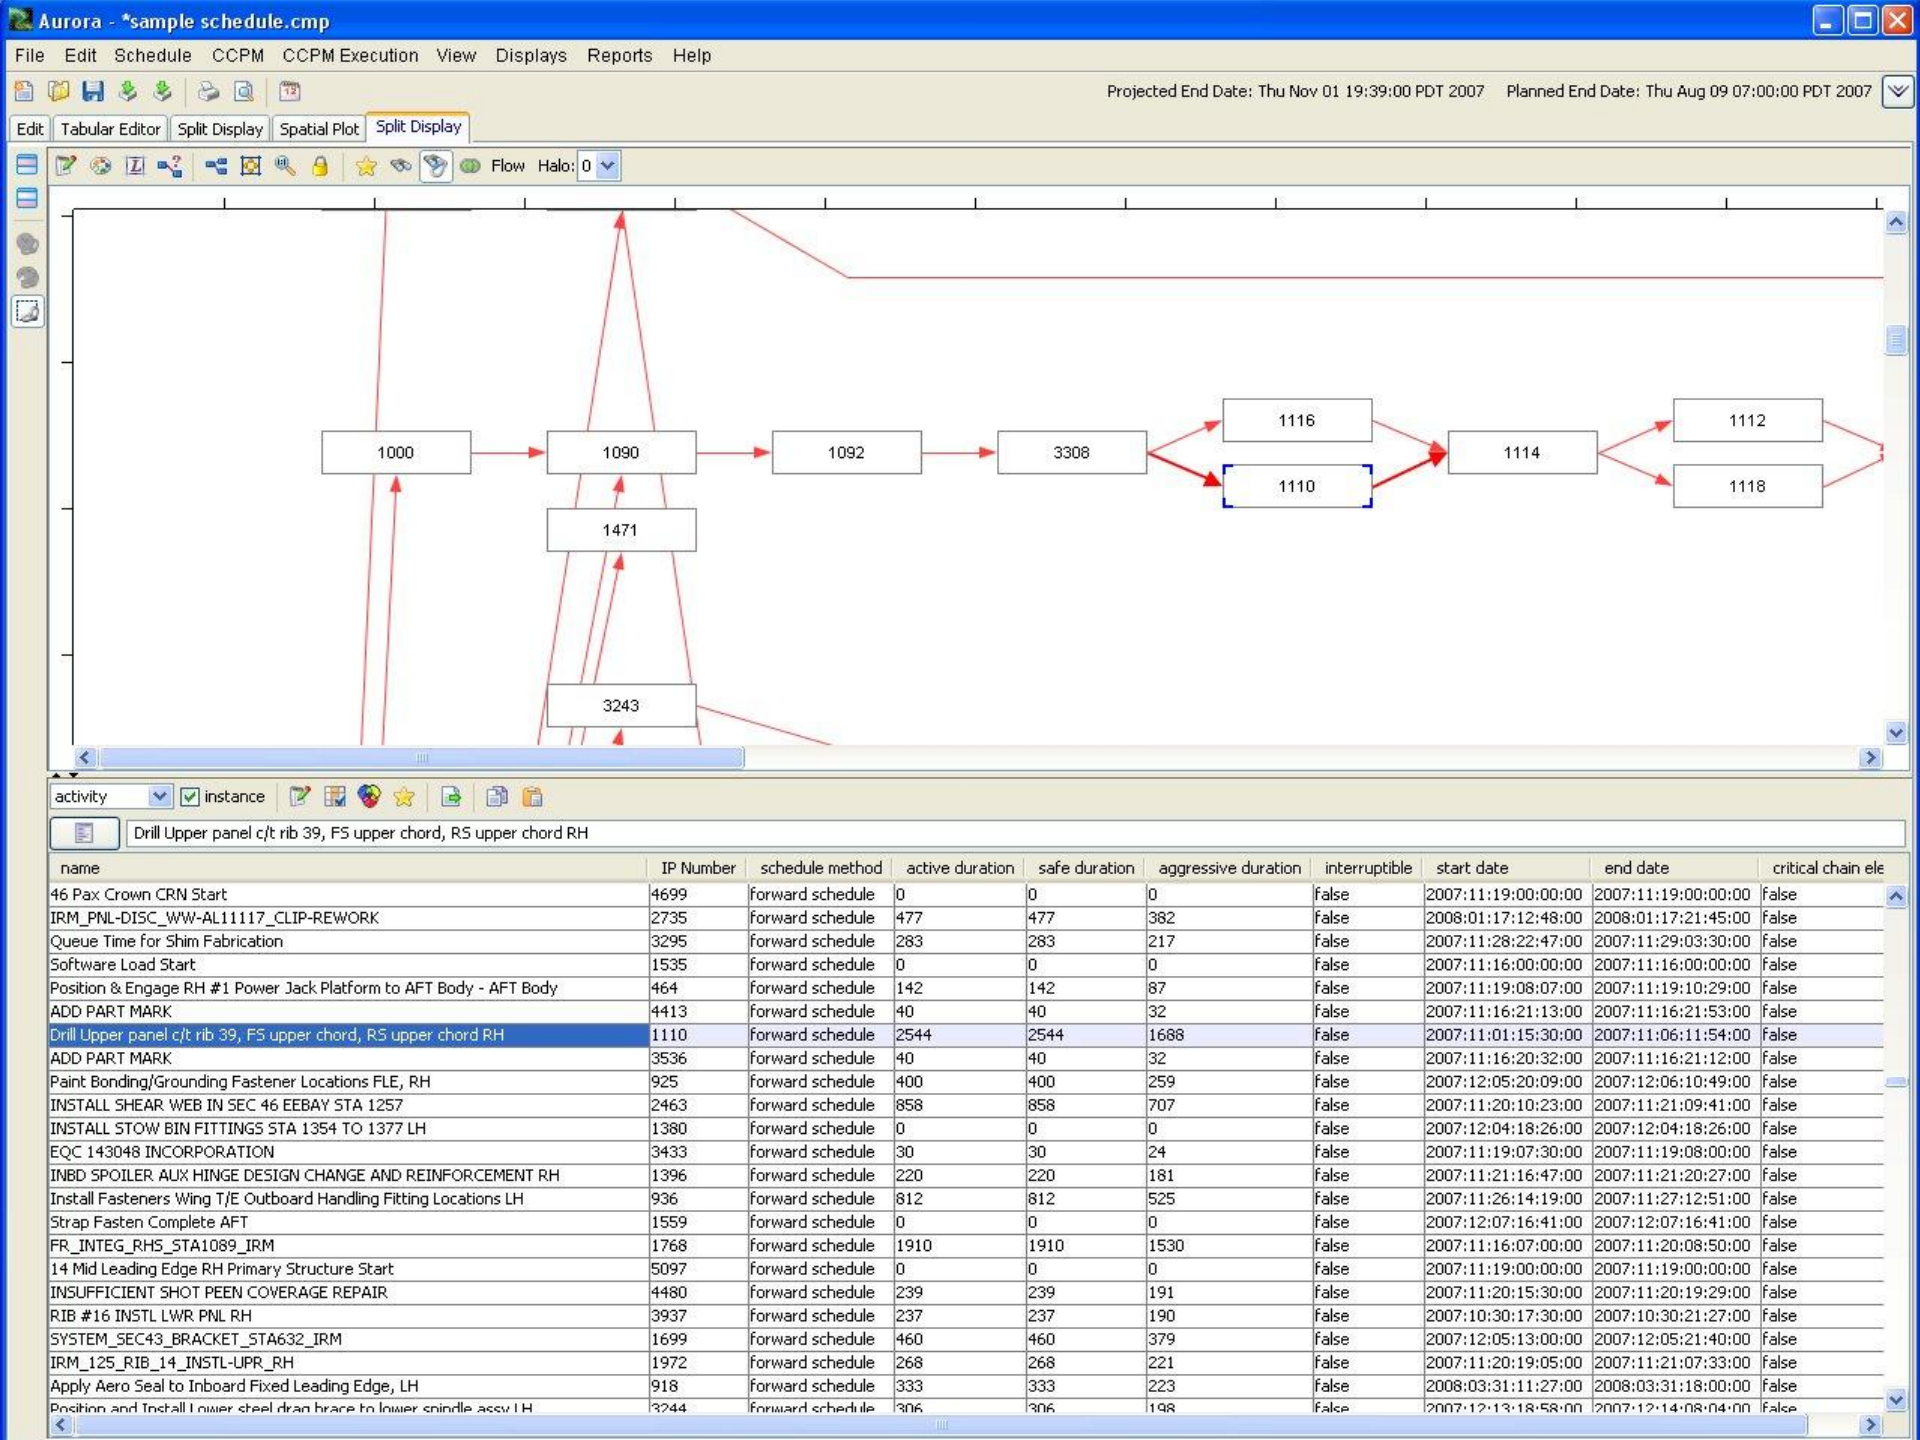 Aurora - *sample schedule.cmp
File Edit Schedule CCPM CCPM Execution View Displays Reports Help
Projected End Date: Thu Nov 01 19:39:00 PDT 2007 Planned End Date: Thu Aug 09 07:00:00 PDT 2007
Edit Tabular Editor Split Display Spatial Plot Split Display
Flow Halo: 0
1116 1112
1000 1090 1092 3308 1114
1110 1118
1471
3243
activity instance
Drill Upper panel c/t rib 39, FS upper chord, RS upper chord RH
name IP Number schedule method active duration safe duration aggressive duration interruptible start date end date critical chain ele
46 Pax Crown CRN Start 4699 forward schedule 0 0 0 false 2007:11:19:00:00:00 2007:11:19:00:00:00 false
IRM_PNL-DISC_WW-AL11117_CLIP-REWORK 2735 forward schedule 477 477 382 false 2008:01:17:12:48:00 2008:01:17:21:45:00 false
Queue Time for Shim Fabrication 3295 forward schedule 283 283 217 false 2007:11:28:22:47:00 2007:11:29:03:30:00 false
Software Load Start 1535 forward schedule 0 0 0 false 2007:11:16:00:00:00 2007:11:16:00:00:00 false
Position & Engage RH #1 Power Jack Platform to AFT Body - AFT Body 464 forward schedule 142 142 87 false 2007:11:19:08:07:00 2007:11:19:10:29:00 false
ADD PART MARK 4413 forward schedule 40 40 32 false 2007:11:16:21:13:00 2007:11:16:21:53:00 false
Drill Upper panel c/t rib 39, FS upper chord, RS upper chord RH 1110 forward schedule 2544 2544 1688 false 2007:11:01:15:30:00 2007:11:06:11:54:00 false
ADD PART MARK 3536 forward schedule 40 40 32 false 2007:11:16:20:32:00 2007:11:16:21:12:00 false
Paint Bonding/Grounding Fastener Locations FLE, RH 925 forward schedule 400 400 259 false 2007:12:05:20:09:00 2007:12:06:10:49:00 false
INSTALL SHEAR WEB IN SEC 46 EEBAY STA 1257 2463 forward schedule 858 858 707 false 2007:11:20:10:23:00 2007:11:21:09:41:00 false
INSTALL STOW BIN FITTINGS STA 1354 TO 1377 LH 1380 forward schedule 0 0 0 false 2007:12:04:18:26:00 2007:12:04:18:26:00 false
EQC 143048 INCORPORATION 3433 forward schedule 30 30 24 false 2007:11:19:07:30:00 2007:11:19:08:00:00 false
INBD SPOILER AUX HINGE DESIGN CHANGE AND REINFORCEMENT RH 1396 forward schedule 220 220 181 false 2007:11:21:16:47:00 2007:11:21:20:27:00 false
Install Fasteners Wing T/E Outboard Handling Fitting Locations LH 936 forward schedule 812 812 525 false 2007:11:26:14:19:00 2007:11:27:12:51:00 false
Strap Fasten Complete AFT 1559 forward schedule 0 0 0 false 2007:12:07:16:41:00 2007:12:07:16:41:00 false
FR_INTEG_RHS_STA1089_IRM 1768 forward schedule 1910 1910 1530 false 2007:11:16:07:00:00 2007:11:20:08:50:00 false
14 Mid Leading Edge RH Primary Structure Start 5097 forward schedule 0 0 0 false 2007:11:19:00:00:00 2007:11:19:00:00:00 false
INSUFFICIENT SHOT PEEN COVERAGE REPAIR 4480 forward schedule 239 239 191 false 2007:11:20:15:30:00 2007:11:20:19:29:00 false
RIB #16 INSTL LWR PNL RH 3937 forward schedule 237 237 190 false 2007:10:30:17:30:00 2007:10:30:21:27:00 false
SYSTEM_SEC43_BRACKET_STA632_IRM 1699 forward schedule 460 460 379 false 2007:12:05:13:00:00 2007:12:05:21:40:00 false
IRM_125_RIB_14_INSTL-UPR_RH 1972 forward schedule 268 268 221 false 2007:11:20:19:05:00 2007:11:21:07:33:00 false
Apply Aero Seal to Inboard Fixed Leading Edge, LH 918 forward schedule 333 333 223 false 2008:03:31:11:27:00 2008:03:31:18:00:00 false
Position and Install Lower steel drag brace to lower spindle assy LH 3244 forward schedule 306 306 198 false 2007:12:13:18:58:00 2007:12:14:08:04:00 false